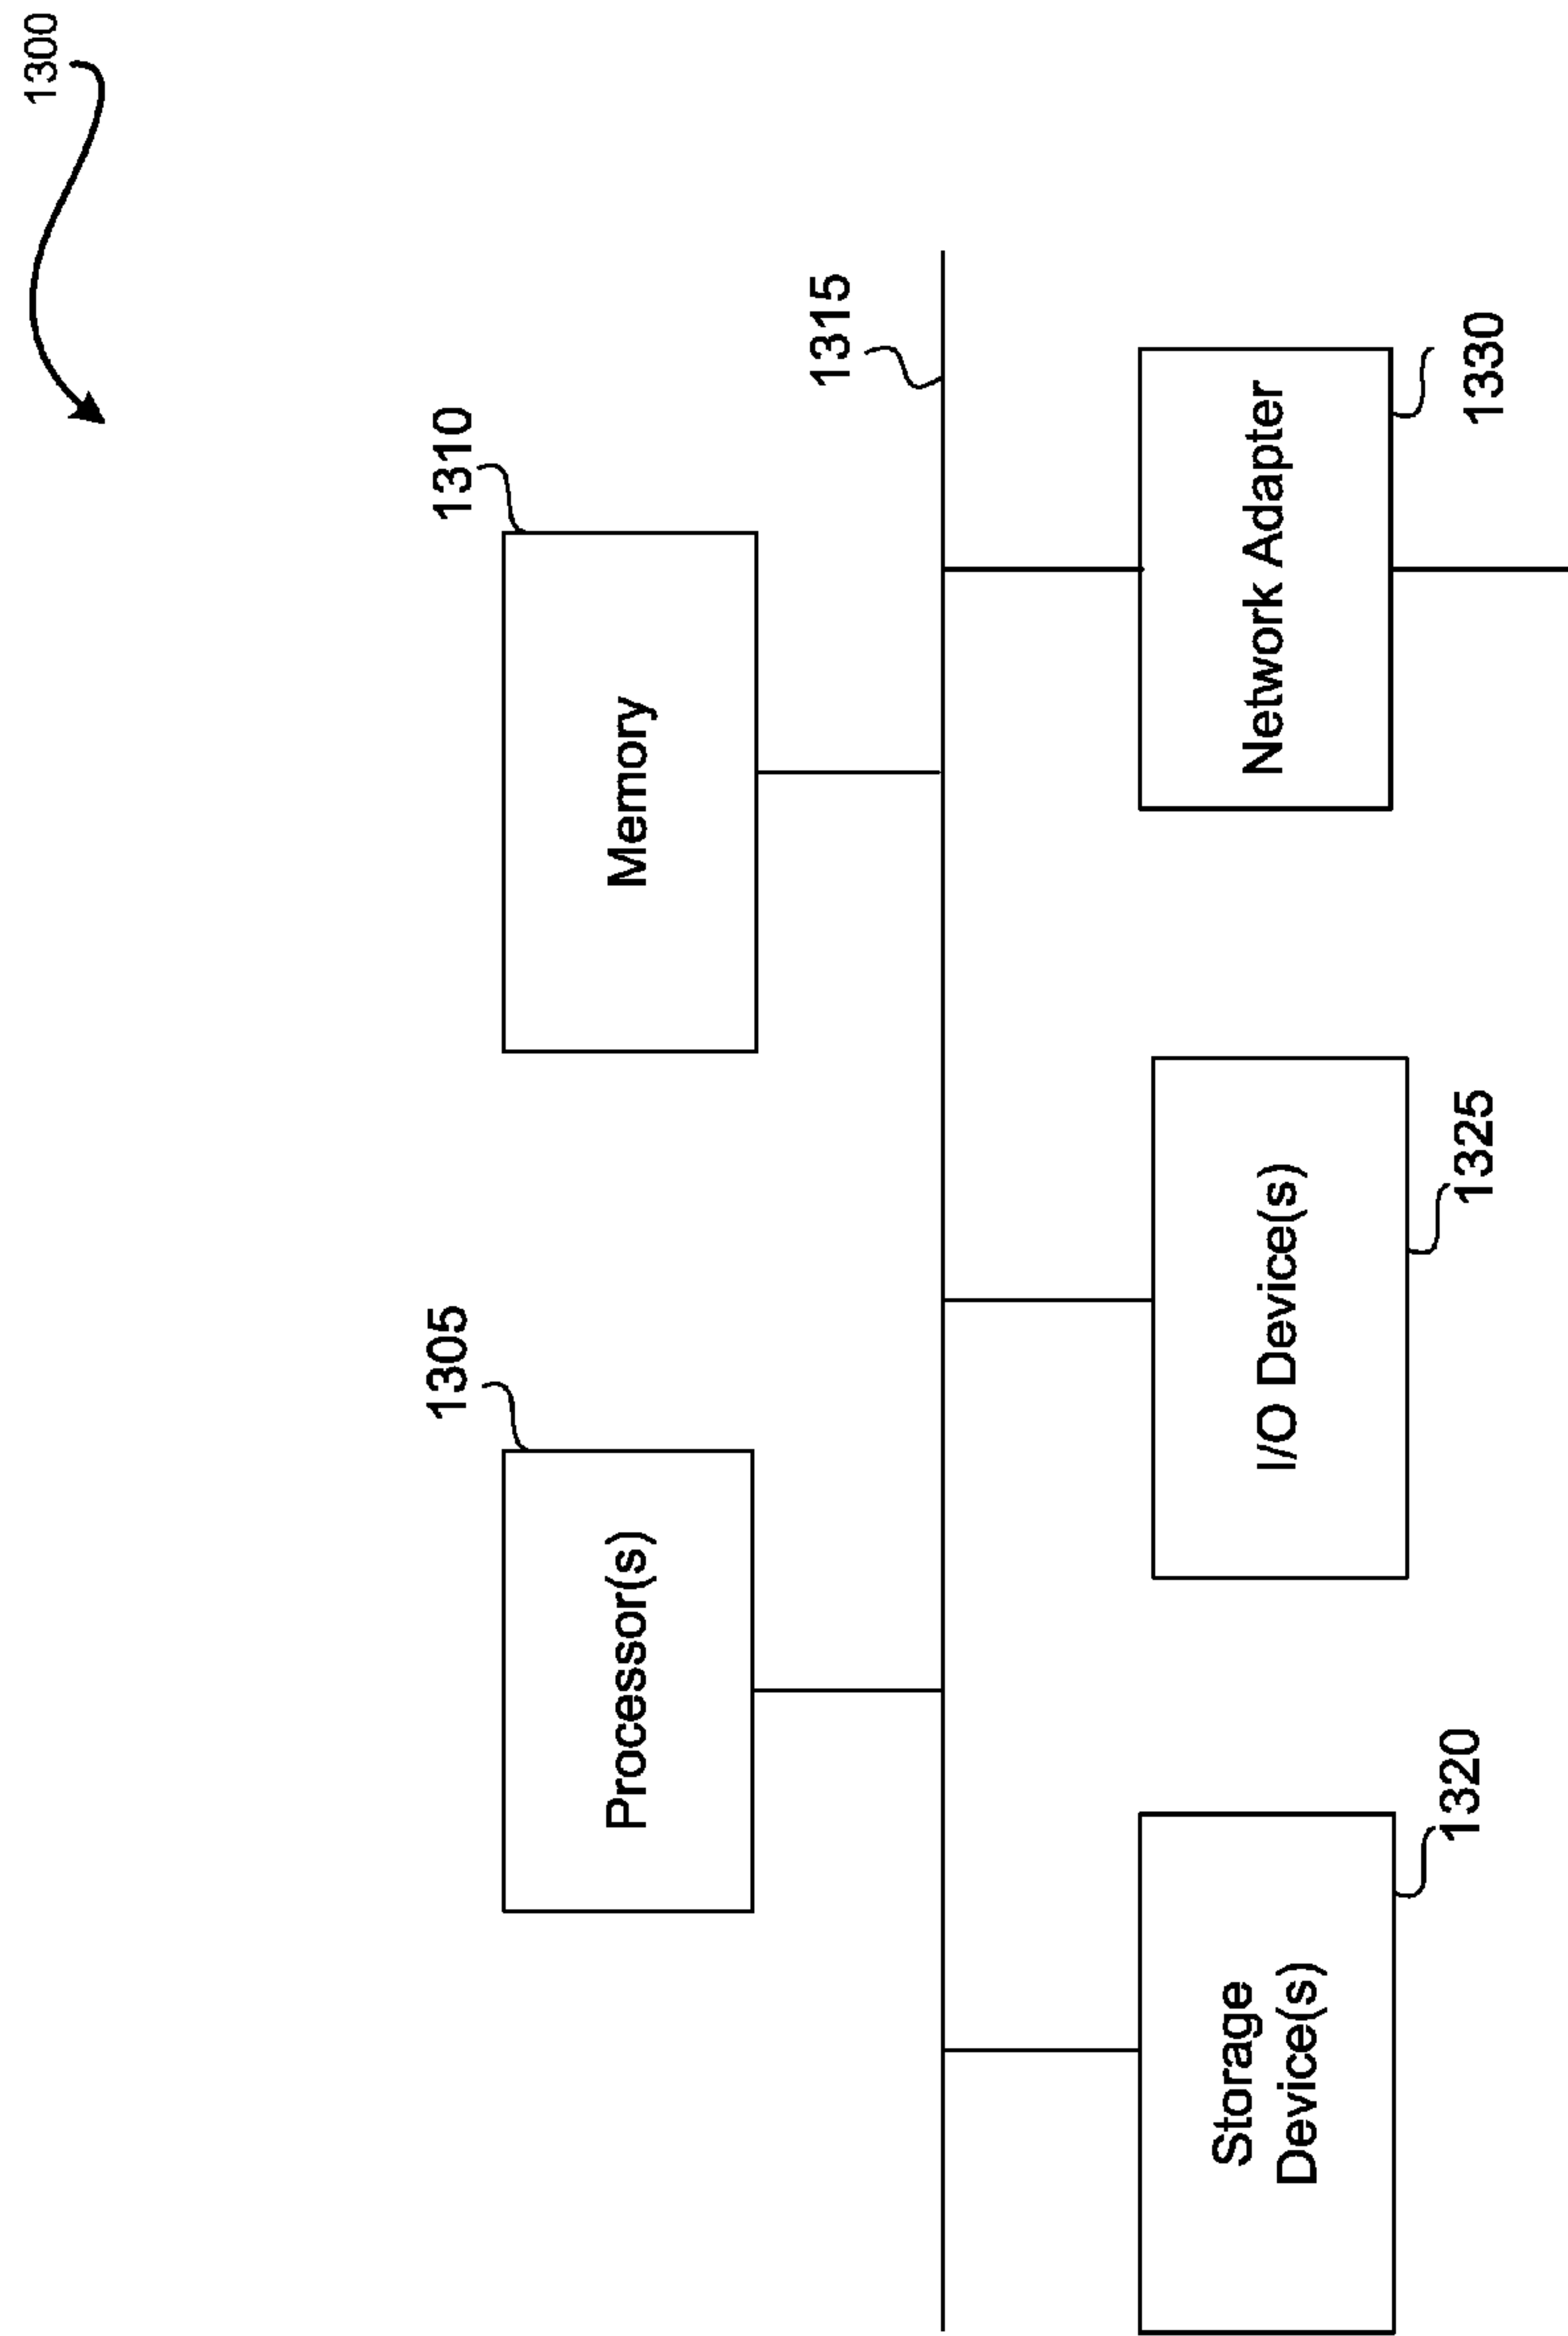 1300
1305
1310
Processor(s)
Memory
1315
Storage
Device(s)
I/O Device(s)
Network Adapter
1320
1325
1330